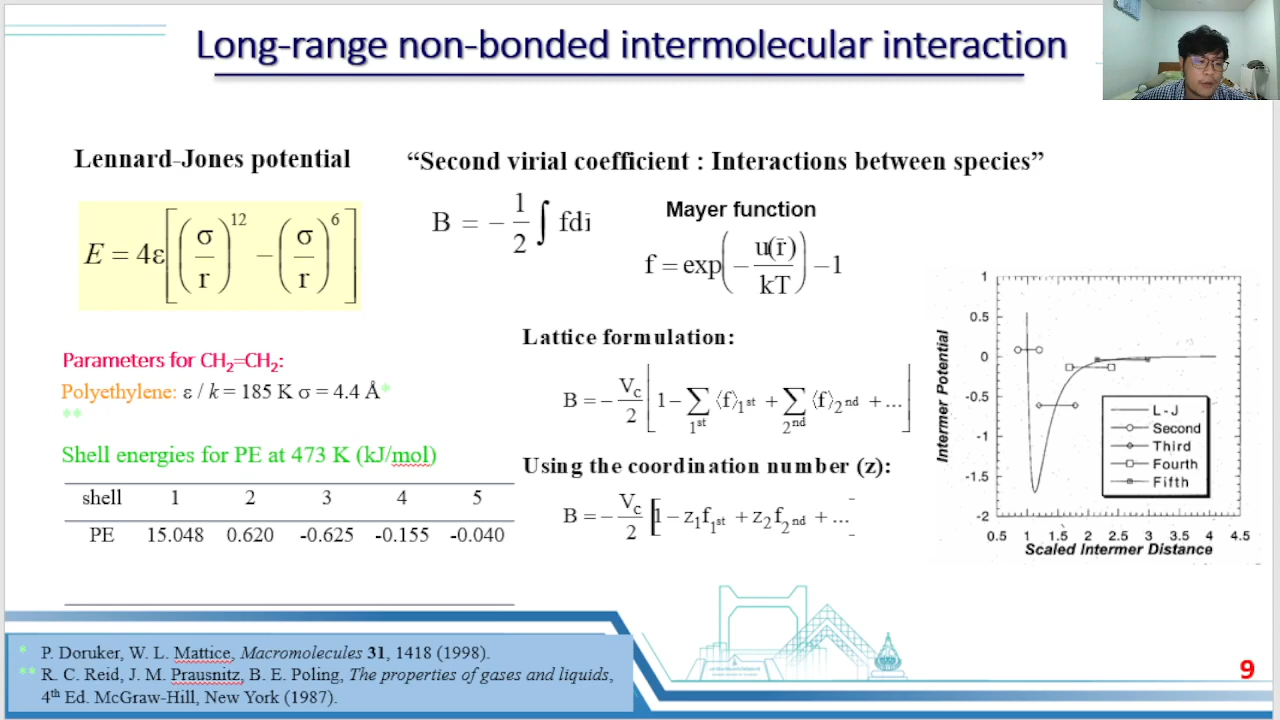 Long-range non-bonded intermolecular interaction
Lennard-Jones potential
E = 4ε[(σ/r)^12 − (σ/r)^6]
Parameters for CH2=CH2:
Polyethylene: ε / k = 185 K σ = 4.4 Å*
**
Shell energies for PE at 473 K (kJ/mol)
shell 1 2 3 4 5
PE 15.048 0.620 -0.625 -0.155 -0.040
“Second virial coefficient : Interactions between species”
B = − 1/2 ∫ fdr̄
Mayer function
f = exp(− u(r̄)/kT) −1
Lattice formulation:
B = − Vc/2 [1 − ∑1st ⟨f⟩1st + ∑2nd ⟨f⟩2nd + ...]
Using the coordination number (z):
B = − Vc/2 [1 − z1f1st + z2f2nd + ...
Intermer Potential
1
0.5
0
-0.5
-1
-1.5
-2
L-J
Second
Third
Fourth
Fifth
0.5 1 1.5 2 2.5 3 3.5 4 4.5
Scaled Intermer Distance
* P. Doruker, W. L. Mattice, Macromolecules 31, 1418 (1998).
** R. C. Reid, J. M. Prausnitz, B. E. Poling, The properties of gases and liquids,
4th Ed. McGraw-Hill, New York (1987).
9